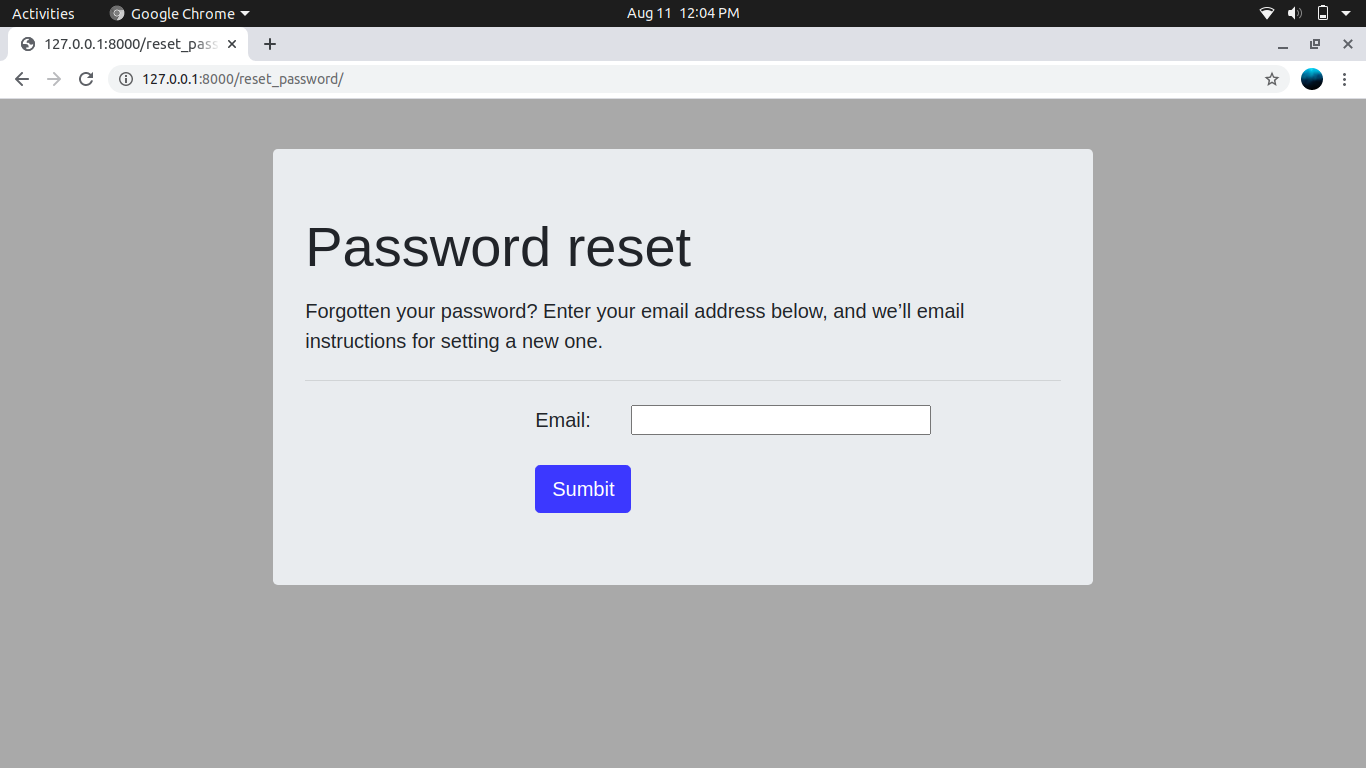 Activities Google Chrome Aug 11 12:04 PM
127.0.0.1:8000/reset_pass
127.0.0.1:8000/reset_password/
Password reset
Forgotten your password? Enter your email address below, and we’ll email
instructions for setting a new one.
Email:
Sumbit